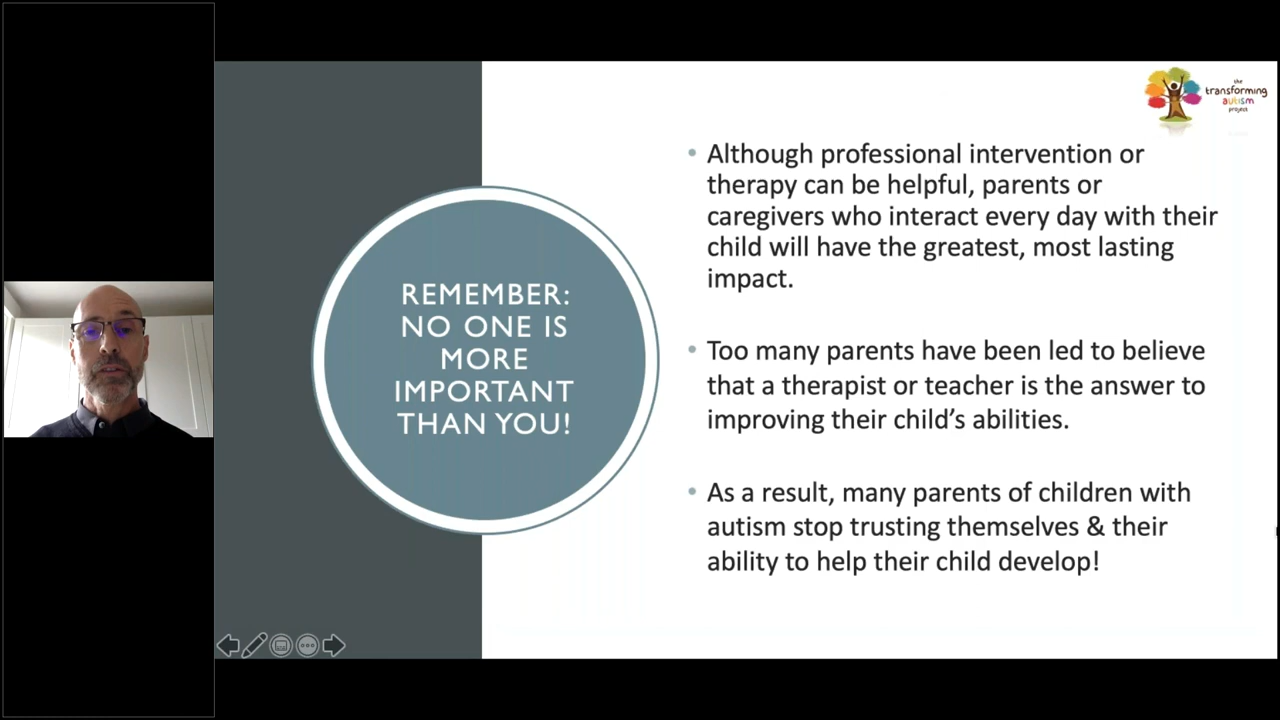 the
transforming
autism
project
REMEMBER:
NO ONE IS
MORE
IMPORTANT
THAN YOU!
• Although professional intervention or
therapy can be helpful, parents or
caregivers who interact every day with their
child will have the greatest, most lasting
impact.
• Too many parents have been led to believe
that a therapist or teacher is the answer to
improving their child’s abilities.
• As a result, many parents of children with
autism stop trusting themselves & their
ability to help their child develop!